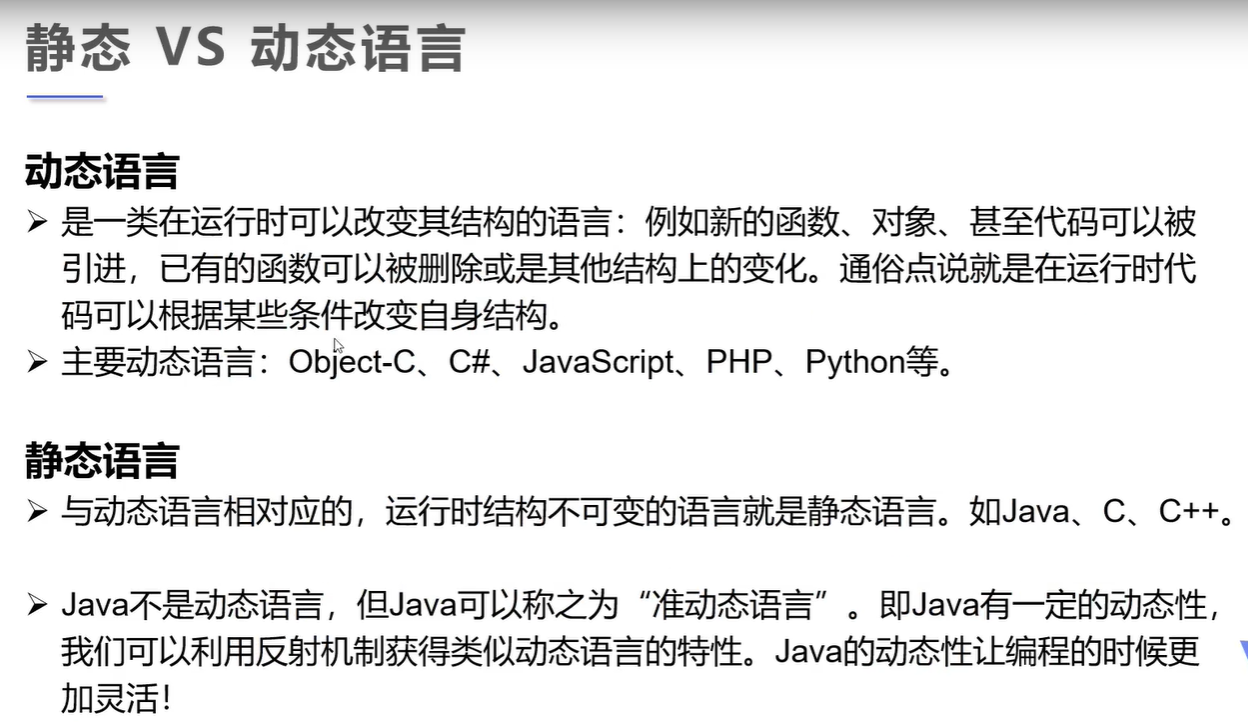 静态 VS 动态语言
动态语言
➢ 是一类在运行时可以改变其结构的语言：例如新的函数、对象、甚至代码可以被
引进，已有的函数可以被删除或是其他结构上的变化。通俗点说就是在运行时代
码可以根据某些条件改变自身结构。
➢ 主要动态语言：Object-C、C#、JavaScript、PHP、Python等。
静态语言
➢ 与动态语言相对应的，运行时结构不可变的语言就是静态语言。如Java、C、C++。
➢ Java不是动态语言，但Java可以称之为“准动态语言”。即Java有一定的动态性，
我们可以利用反射机制获得类似动态语言的特性。Java的动态性让编程的时候更
加灵活！